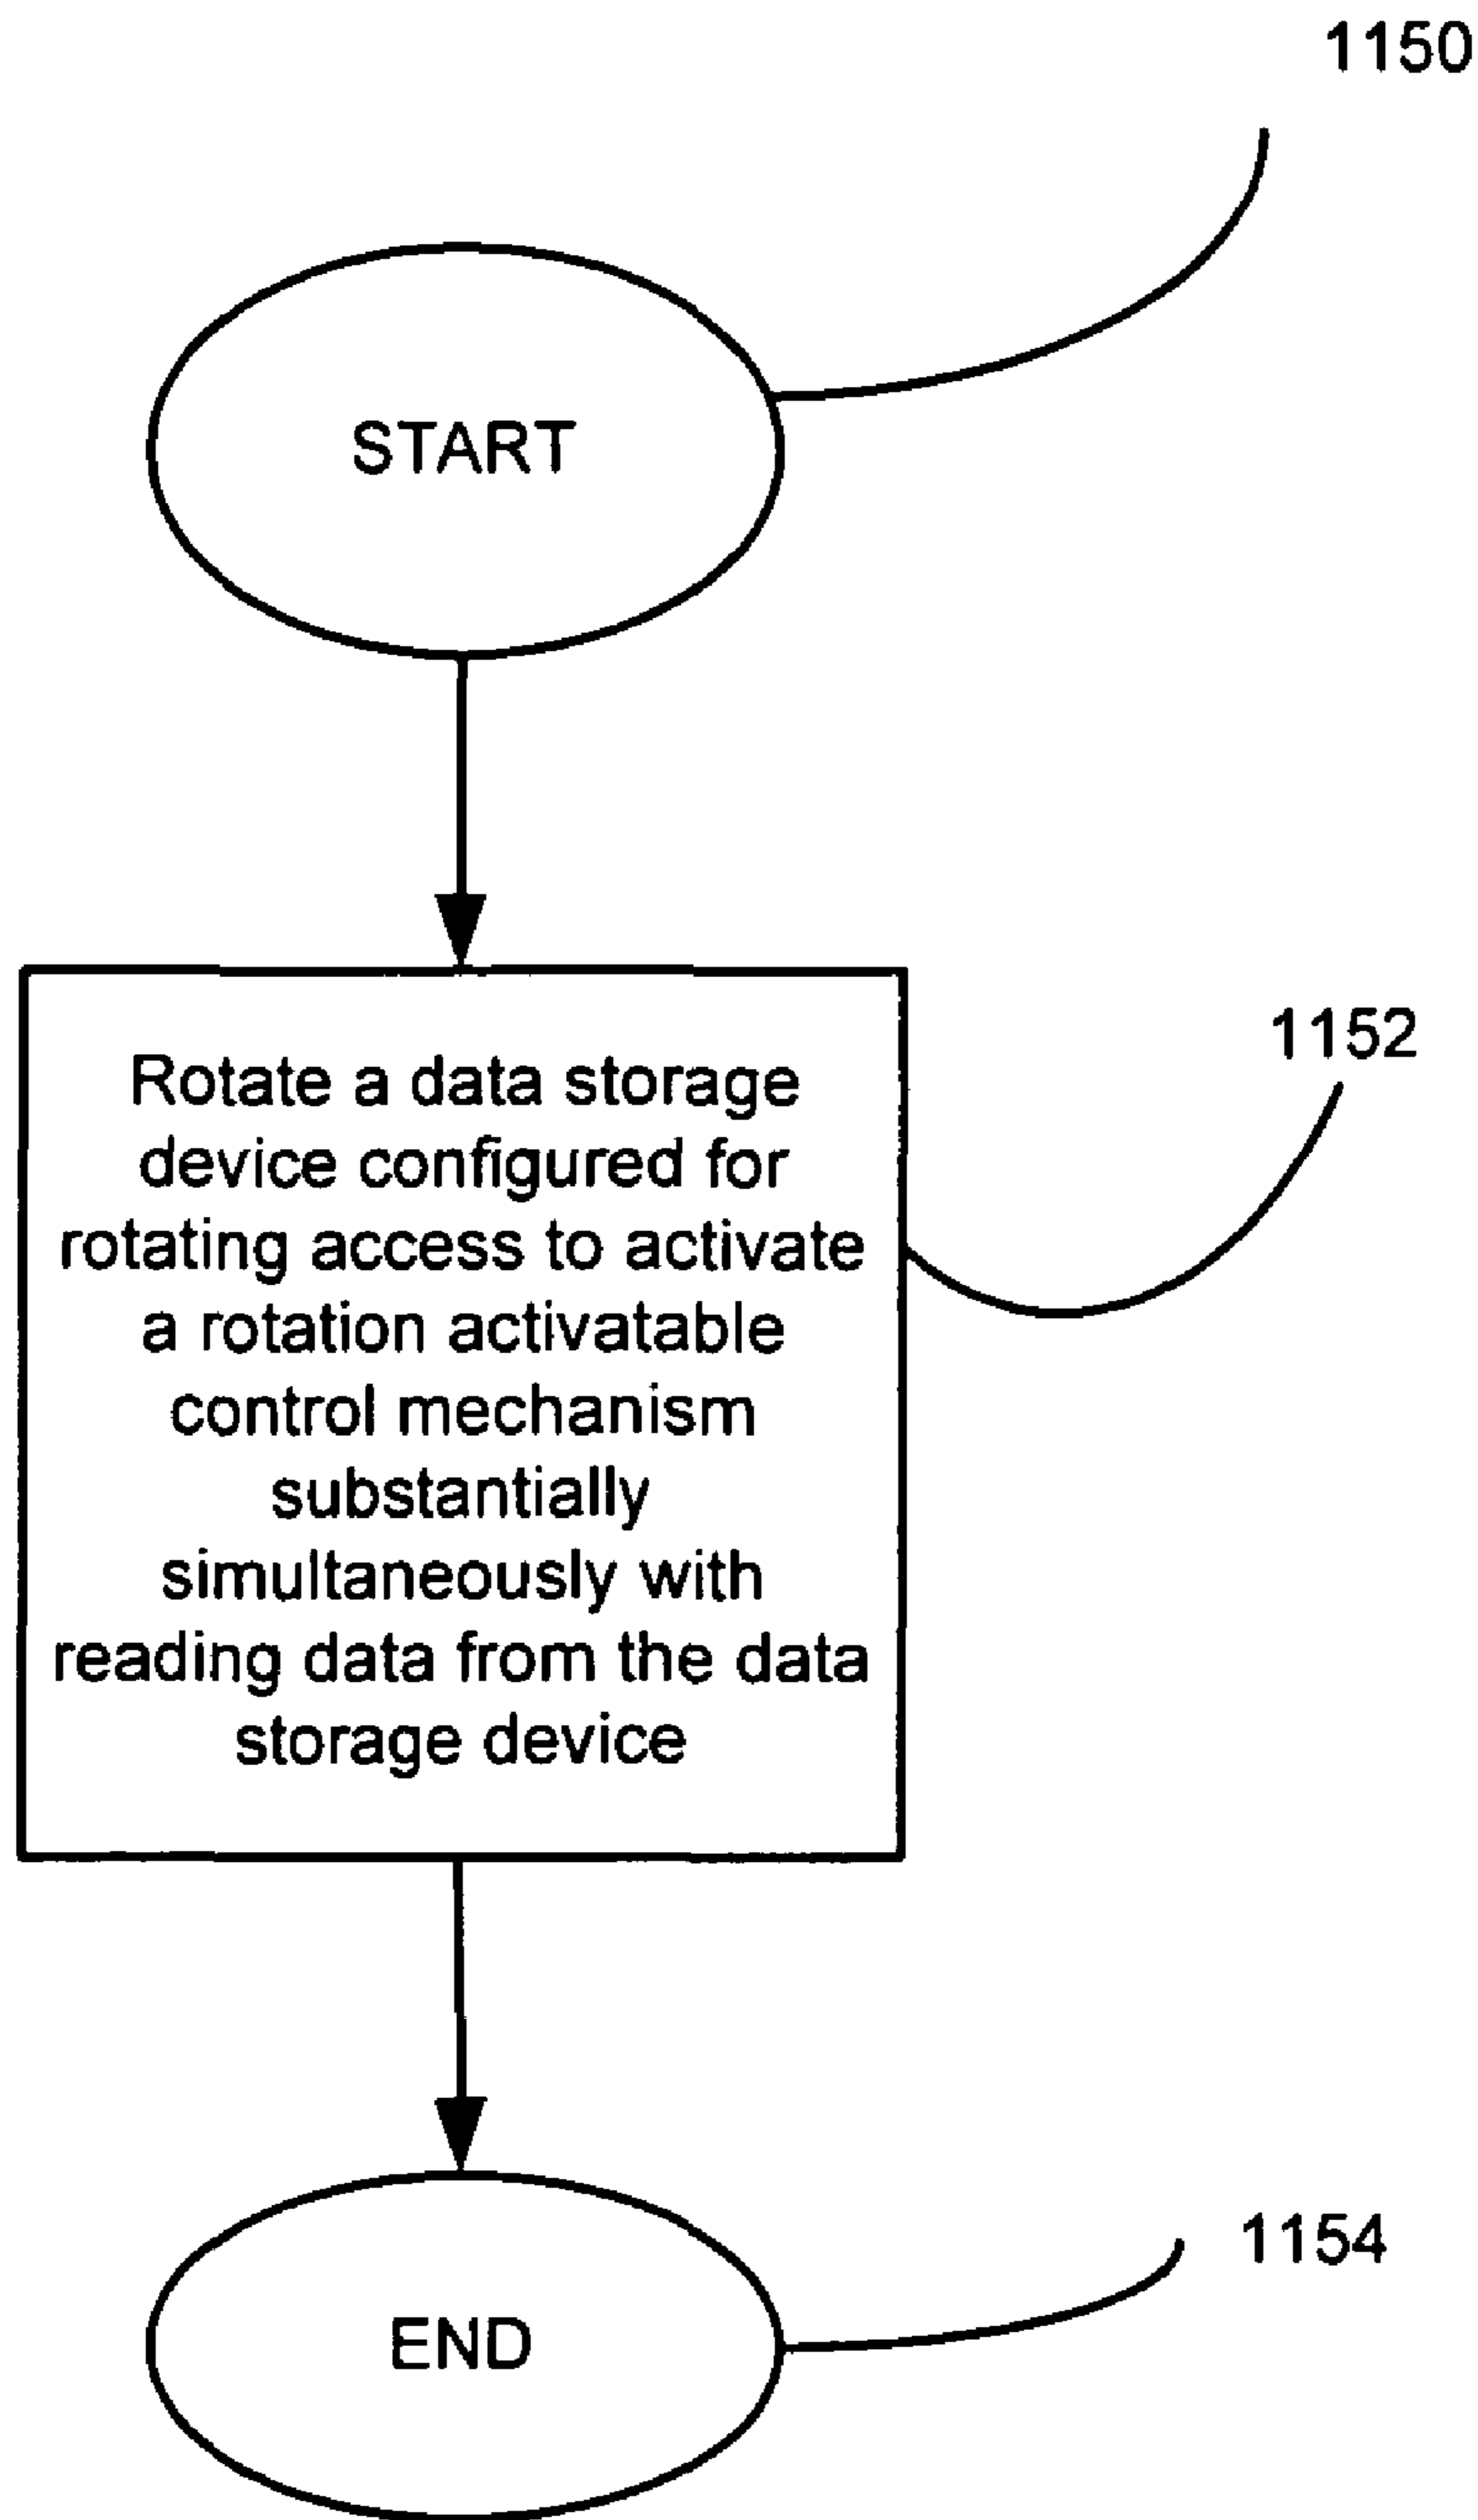 1150
START
1152
Rotate a data storage
device configured for
rotating access to activate
a rotation activatable
control mechanism
substantially
simultaneously with
reading data from the data
storage device
1154
END